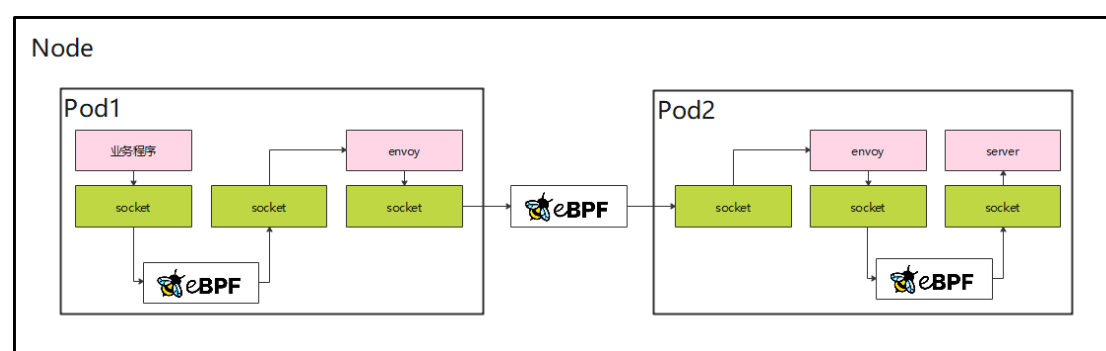 Node
Pod1
Pod2
业务程序
envoy
envoy
server
socket
socket
socket
socket
socket
socket
eBPF
eBPF
eBPF